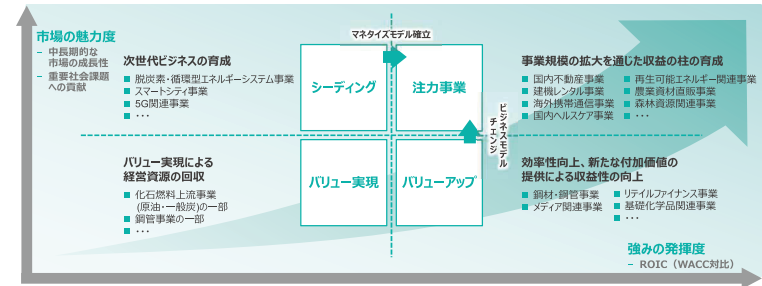 市場の魅力度
− 中長期的な
市場の成長性
− 重要社会課題
への貢献
次世代ビジネスの育成
■ 脱炭素・循環型エネルギーシステム事業
■ スマートシティ事業
■ 5G関連事業
■ ・・・
マネタイズモデル確立
シーディング
注力事業
事業規模の拡大を通じた収益の柱の育成
■ 国内不動産事業
■ 建機レンタル事業
■ 海外携帯通信事業
■ 国内ヘルスケア事業
■ 再生可能エネルギー関連事業
■ 農業資材直販事業
■ 森林資源関連事業
■ ・・・
ビジネスモデル
チェンジ
バリュー実現による
経営資源の回収
■ 化石燃料上流事業
(原油・一般炭)の一部
■ 鋼管事業の一部
■ ・・・
バリュー実現
バリューアップ
効率性向上、新たな付加価値の
提供による収益性の向上
■ 鋼材・鋼管事業
■ メディア関連事業
■ リテイルファイナンス事業
■ 基礎化学品関連事業
■ ・・・
強みの発揮度
− ROIC（WACC対比）